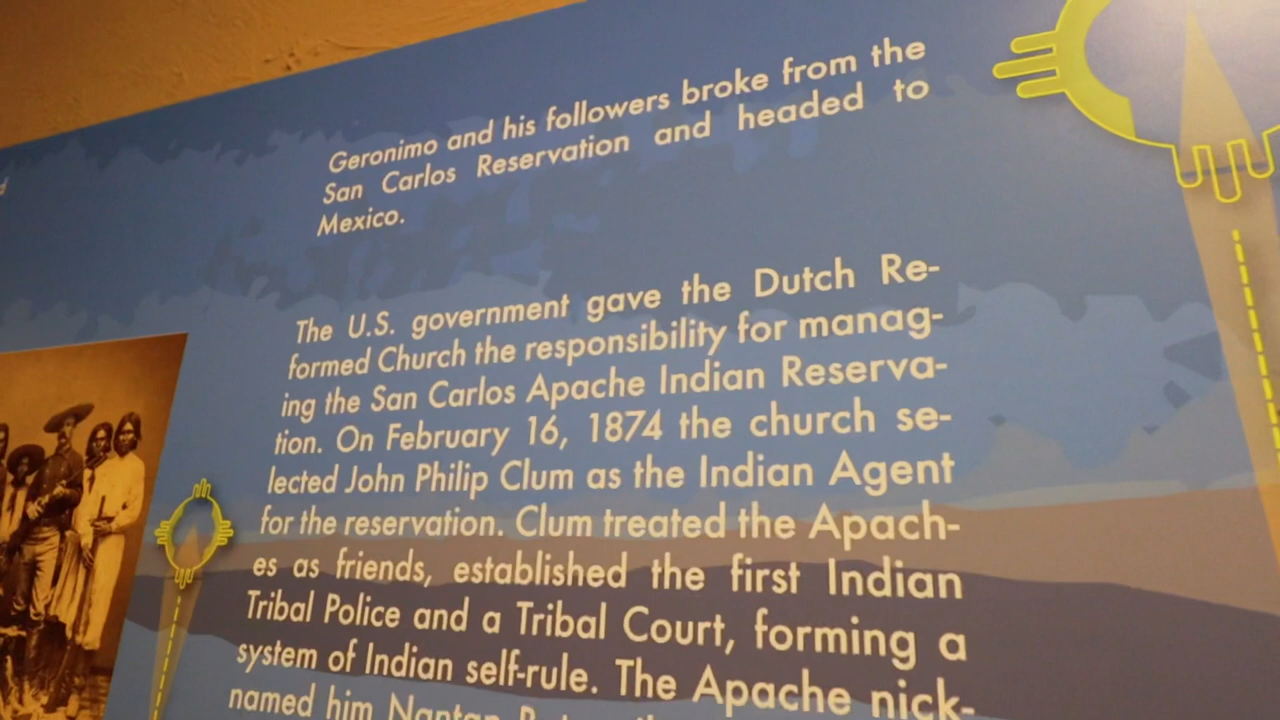 Geronimo and his followers broke from the
San Carlos Reservation and headed to
Mexico.
The U.S. government gave the Dutch Re-
formed Church the responsibility for manag-
ing the San Carlos Apache Indian Reserva-
tion. On February 16, 1874 the church se-
lected John Philip Clum as the Indian Agent
for the reservation. Clum treated the Apach-
es as friends, established the first Indian
Tribal Police and a Tribal Court, forming a
system of Indian self-rule. The Apache nick-
named him Nantan